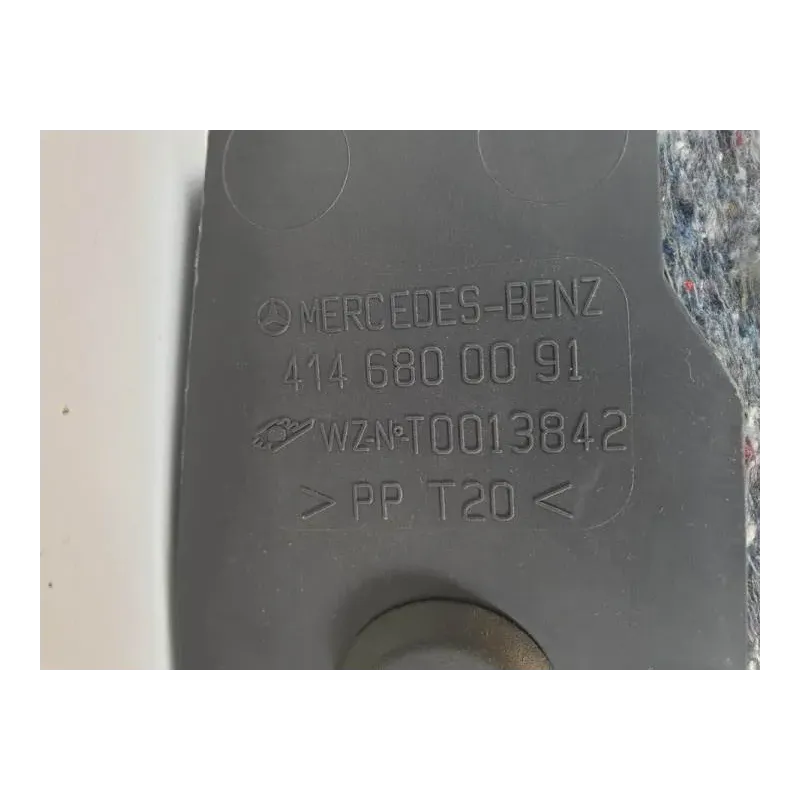 MERCEDES-BENZ
414 680 00 91
WZ-Nº-T0013842
> PP T20 <